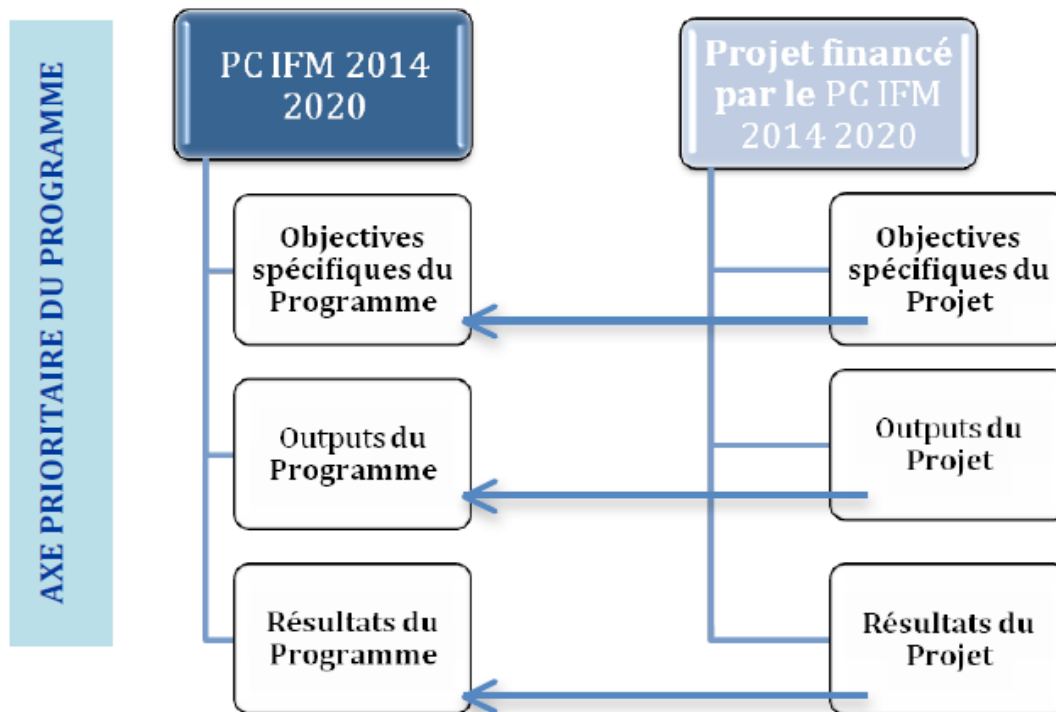 AXE PRIORITAIRE DU PROGRAMME
PC IFM 2014
2020
Objectives
spécifiques du
Programme
Outputs du
Programme
Résultats du
Programme
Projet financé
par le PC IFM
2014 2020
Objectives
spécifiques du
Projet
Outputs du
Projet
Résultats du
Projet